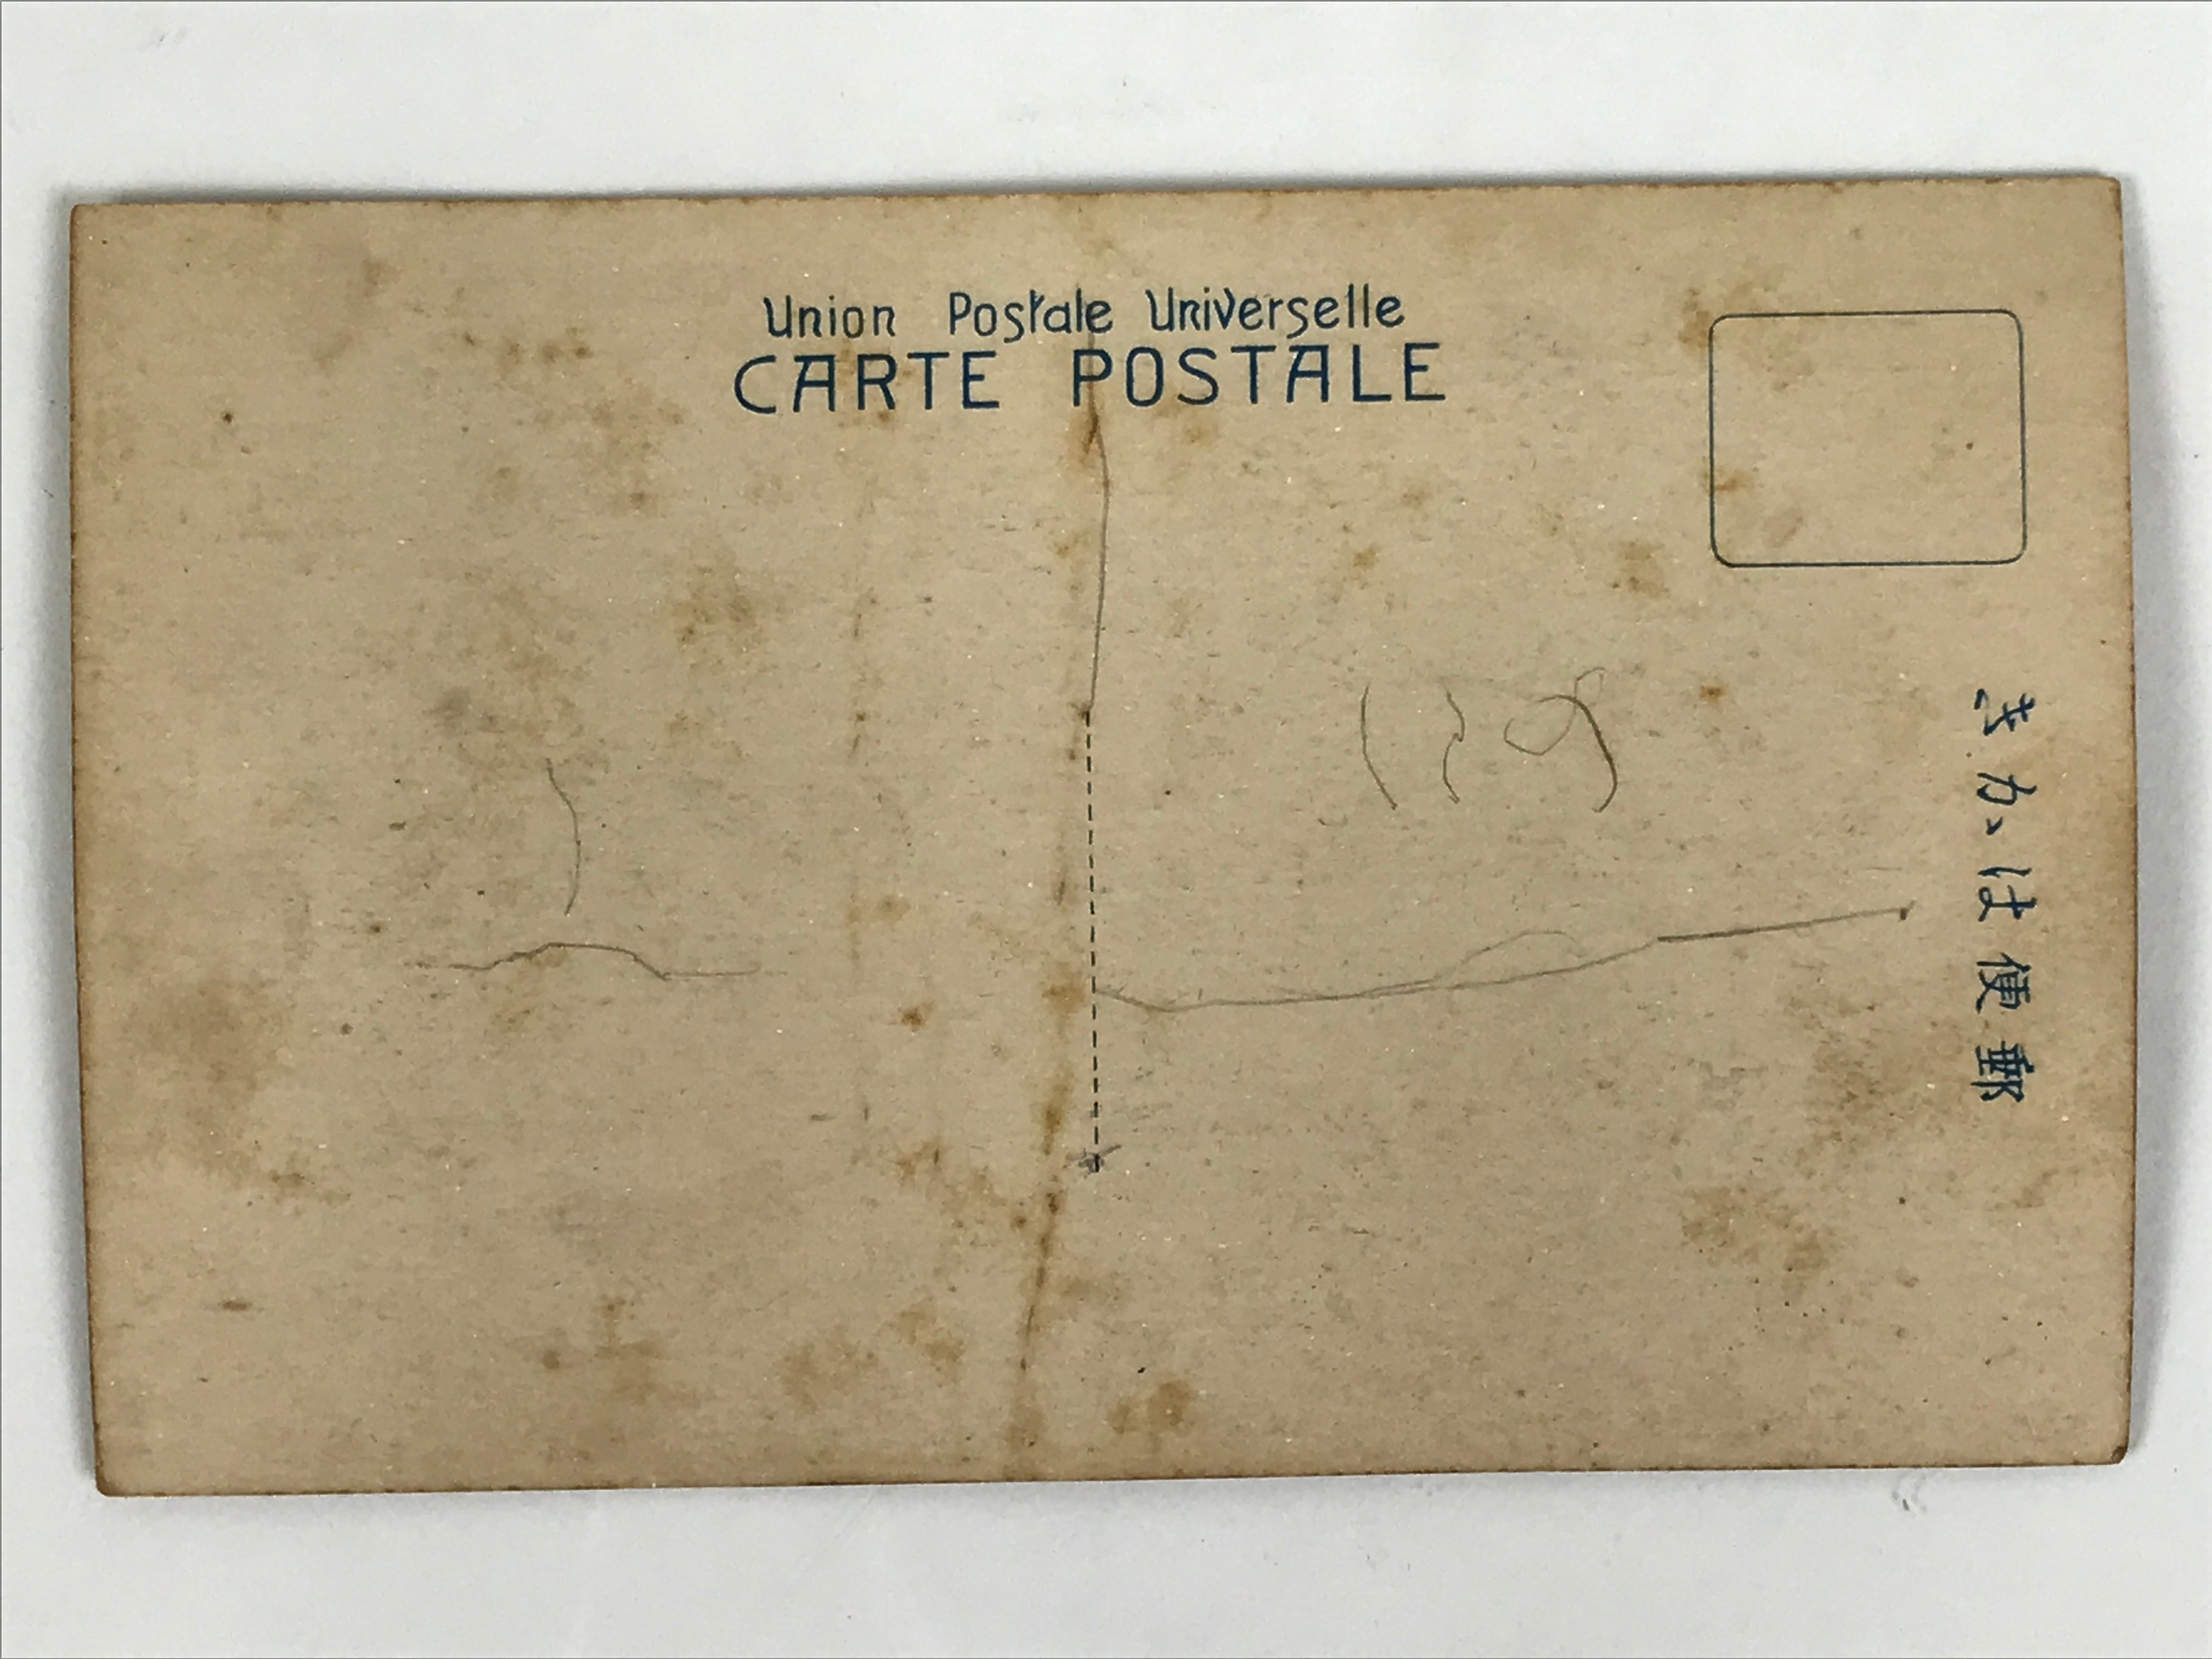 Union Postale Universelle
CARTE POSTALE
郵便はかき